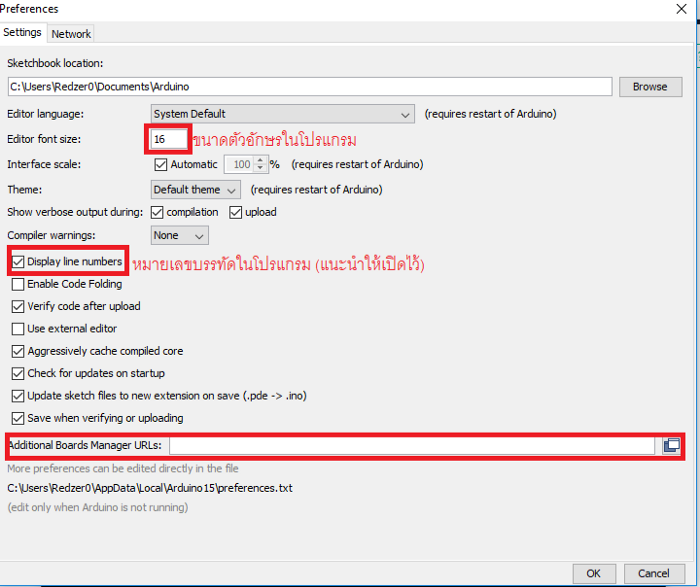 Preferences
Settings Network
Sketchbook location:
C:\Users\Redzer0\Documents\Arduino Browse
Editor language: System Default (requires restart of Arduino)
Editor font size: 16 ขนาดตัวอักษรในโปรแกรม
Interface scale: Automatic 100 % (requires restart of Arduino)
Theme: Default theme (requires restart of Arduino)
Show verbose output during: compilation upload
Compiler warnings: None
Display line numbers หมายเลขบรรทัดในโปรแกรม (แนะนำให้เปิดไว้)
Enable Code Folding
Verify code after upload
Use external editor
Aggressively cache compiled core
Check for updates on startup
Update sketch files to new extension on save (.pde -> .ino)
Save when verifying or uploading
Additional Boards Manager URLs:
More preferences can be edited directly in the file
C:\Users\Redzer0\AppData\Local\Arduino15\preferences.txt
(edit only when Arduino is not running)
OK Cancel